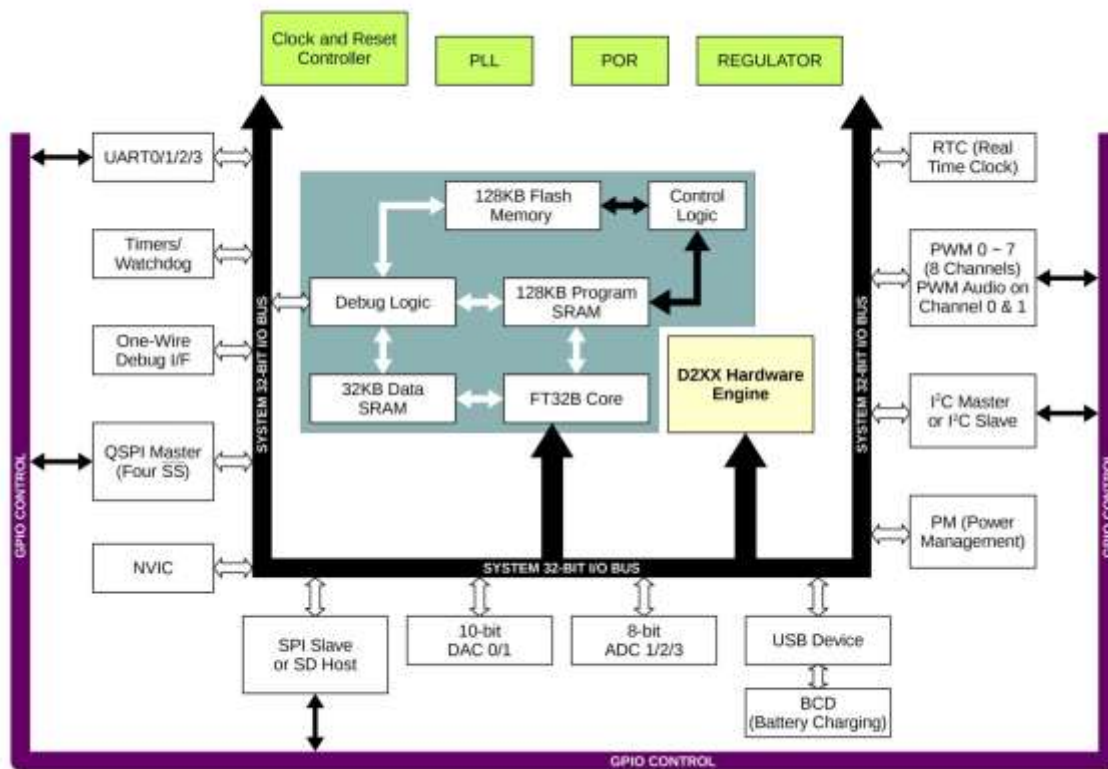 Clock and Reset
Controller
PLL
POR
REGULATOR
UART0/1/2/3
Timers/
Watchdog
One-Wire
Debug I/F
QSPI Master
(Four S̅S̅)
NVIC
GPIO CONTROL
SYSTEM 32-BIT I/O BUS
128KB Flash
Memory
Control
Logic
Debug Logic
128KB Program
SRAM
32KB Data
SRAM
FT32B Core
D2XX Hardware
Engine
SYSTEM 32-BIT I/O BUS
SYSTEM 32-BIT I/O BUS
RTC (Real
Time Clock)
PWM 0 ~ 7
(8 Channels)
PWM Audio on
Channel 0 & 1
I²C Master
or I²C Slave
PM (Power
Management)
GPIO CONTROL
SPI Slave
or SD Host
10-bit
DAC 0/1
8-bit
ADC 1/2/3
USB Device
BCD
(Battery Charging)
GPIO CONTROL